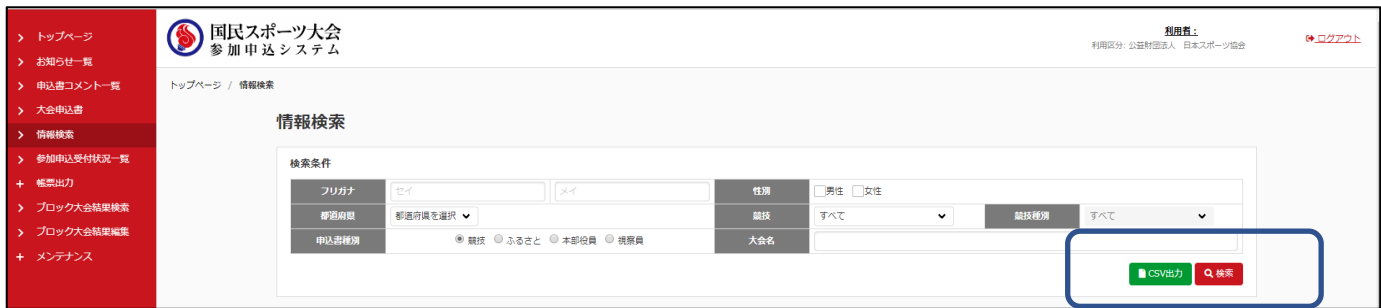 トップページ
お知らせ一覧
申込書コメント一覧
大会申込書
情報検索
参加申込受付状況一覧
帳票出力
ブロック大会結果検索
ブロック大会結果編集
メンテナンス
国民スポーツ大会
参加申込システム
利用者：
利用区分: 公益財団法人 日本スポーツ協会
ログアウト
トップページ / 情報検索
情報検索
検索条件
フリガナ セイ メイ 性別 男性 女性
都道府県 都道府県を選択 競技 すべて 競技種別 すべて
申込書種別 競技 ふるさと 本部役員 視察員 大会名
CSV出力 検索